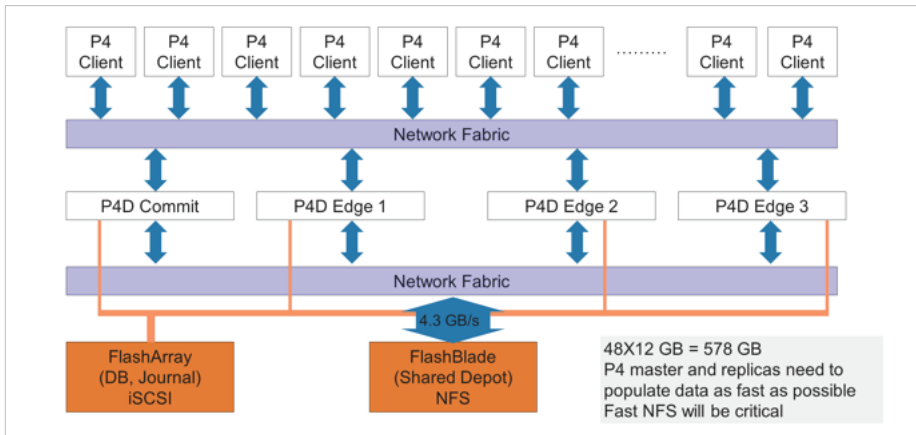 P4 Client
P4 Client
P4 Client
P4 Client
P4 Client
P4 Client
P4 Client
.........
P4 Client
P4 Client
Network Fabric
P4D Commit
P4D Edge 1
P4D Edge 2
P4D Edge 3
Network Fabric
4.3 GB/s
FlashArray
(DB, Journal)
iSCSI
FlashBlade
(Shared Depot)
NFS
48X12 GB = 578 GB
P4 master and replicas need to
populate data as fast as possible
Fast NFS will be critical